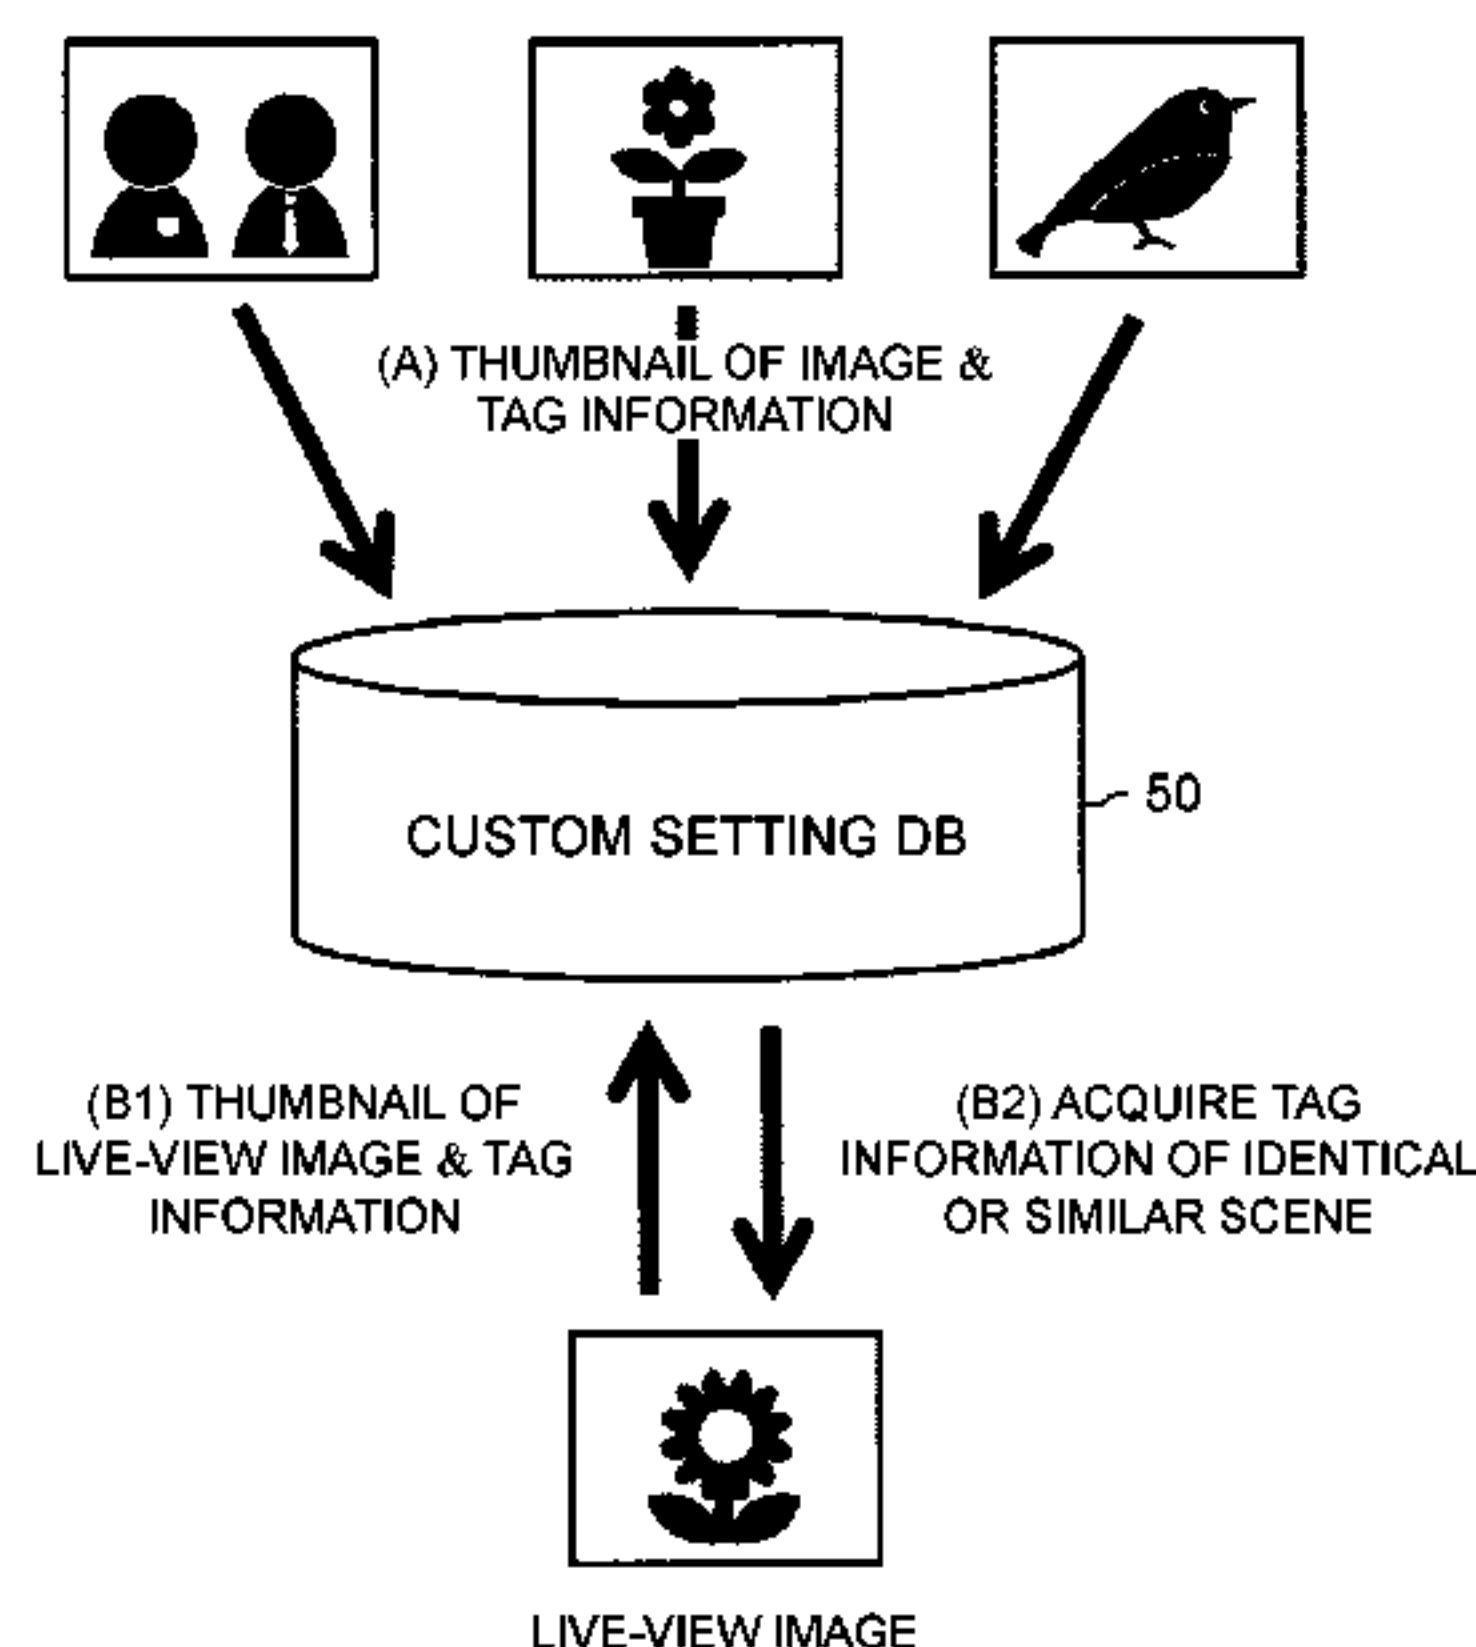 (A) THUMBNAIL OF IMAGE &
TAG INFORMATION
CUSTOM SETTING DB
50
(B1) THUMBNAIL OF
LIVE-VIEW IMAGE & TAG
INFORMATION
(B2) ACQUIRE TAG
INFORMATION OF IDENTICAL
OR SIMILAR SCENE
LIVE-VIEW IMAGE